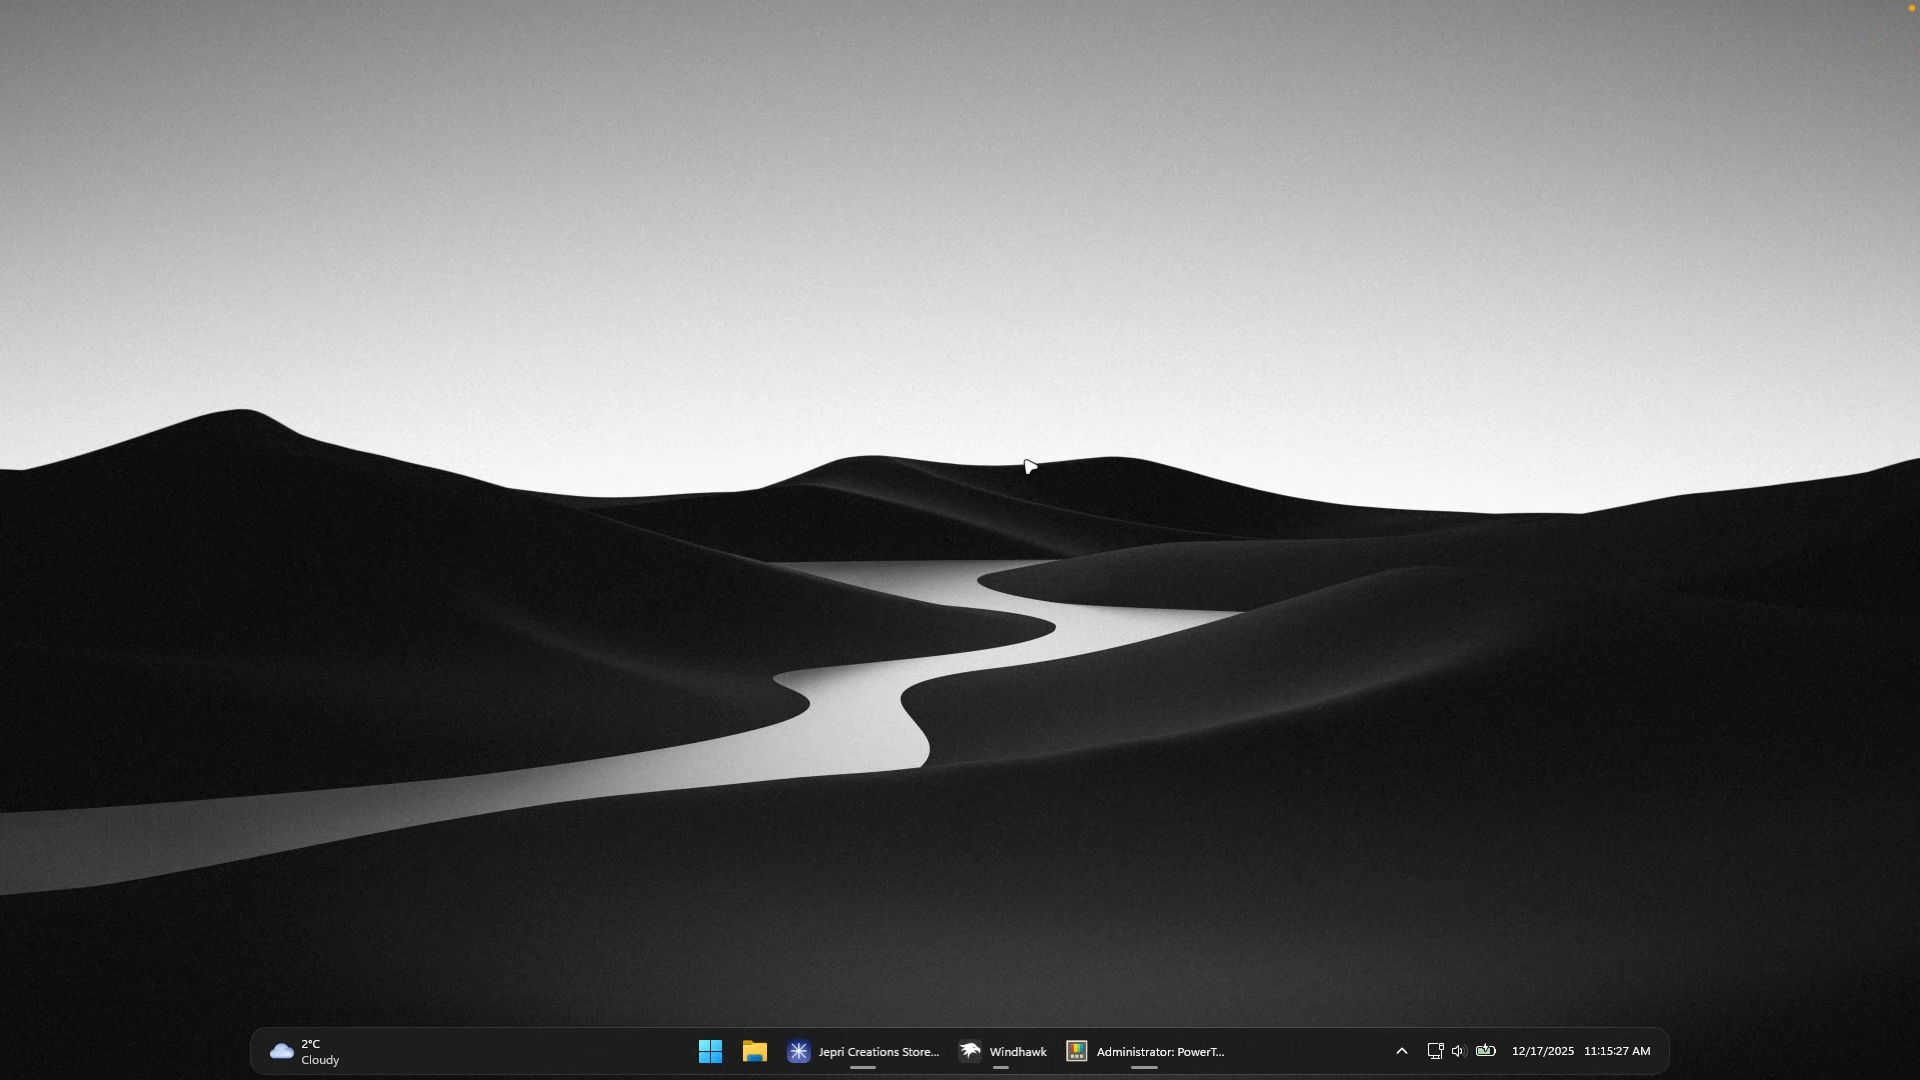 2°C
Cloudy
Jepri Creations Store...
Windhawk
Administrator: PowerT...
12/17/2025
11:15:27 AM